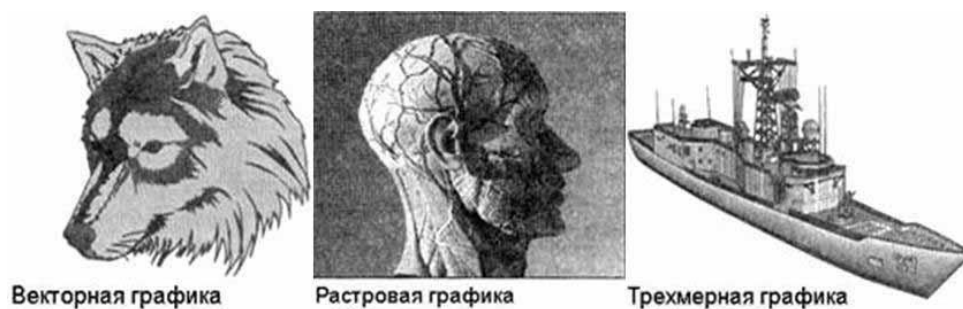 Векторная графика
Растровая графика
Трехмерная графика